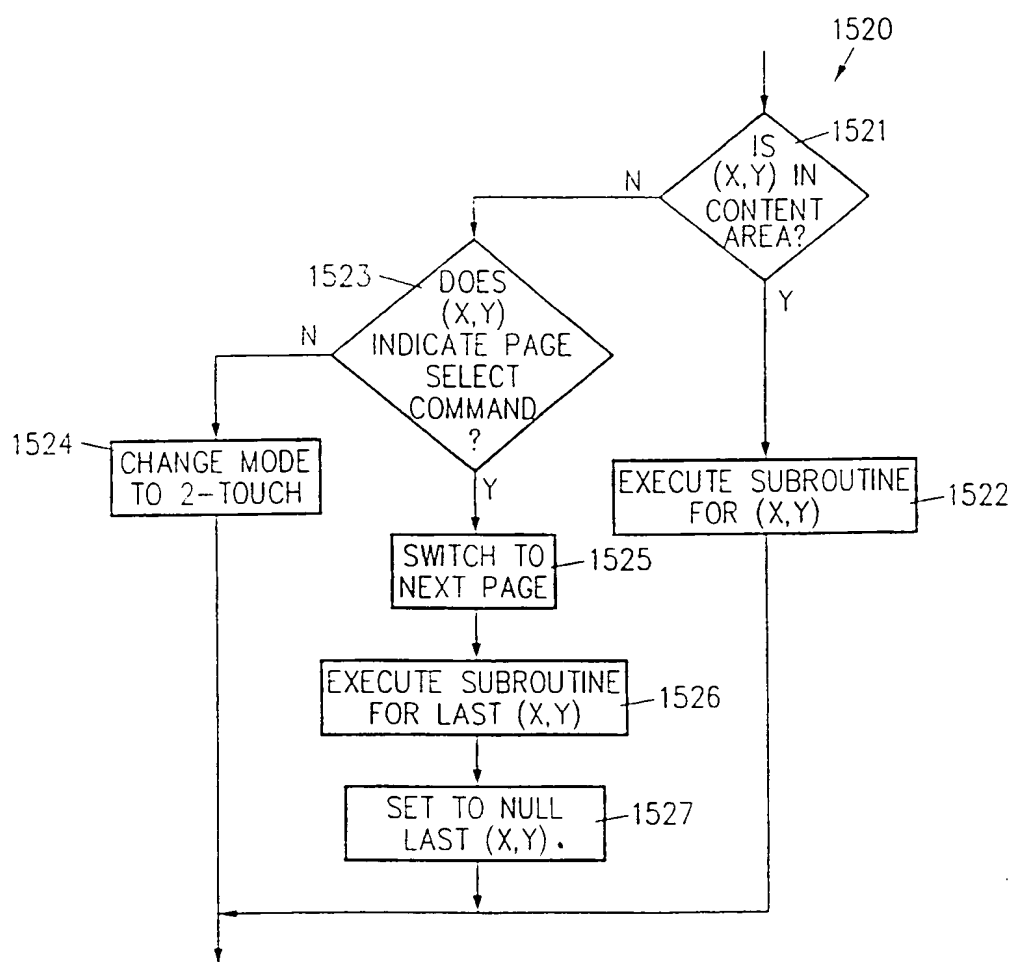 1520
1521
IS
(X,Y) IN
CONTENT
AREA?
N
Y
1523
DOES
(X,Y)
INDICATE PAGE
SELECT
COMMAND
?
N
Y
1524
CHANGE MODE
TO 2-TOUCH
EXECUTE SUBROUTINE
FOR (X,Y)
1522
SWITCH TO
NEXT PAGE
1525
EXECUTE SUBROUTINE
FOR LAST (X,Y)
1526
SET TO NULL
LAST (X,Y).
1527